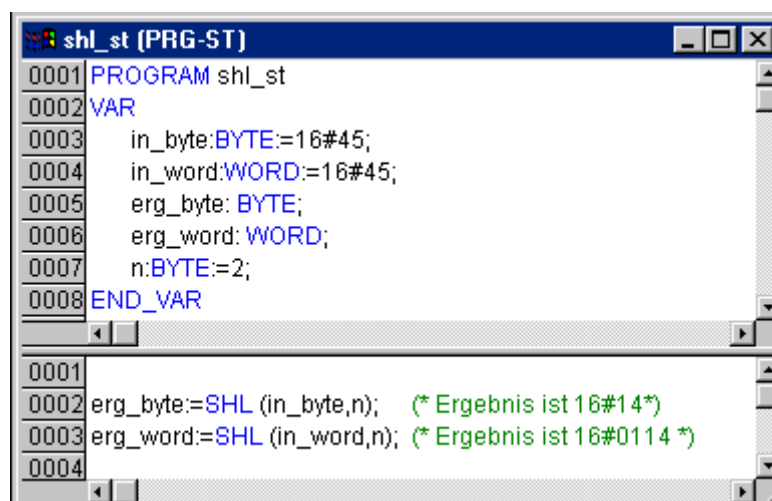 shl_st (PRG-ST)
0001 PROGRAM shl_st
0002 VAR
0003 in_byte:BYTE:=16#45;
0004 in_word:WORD:=16#45;
0005 erg_byte: BYTE;
0006 erg_word: WORD;
0007 n:BYTE:=2;
0008 END_VAR
0001
0002 erg_byte:=SHL (in_byte,n); (* Ergebnis ist 16#14*)
0003 erg_word:=SHL (in_word,n); (* Ergebnis ist 16#0114 *)
0004